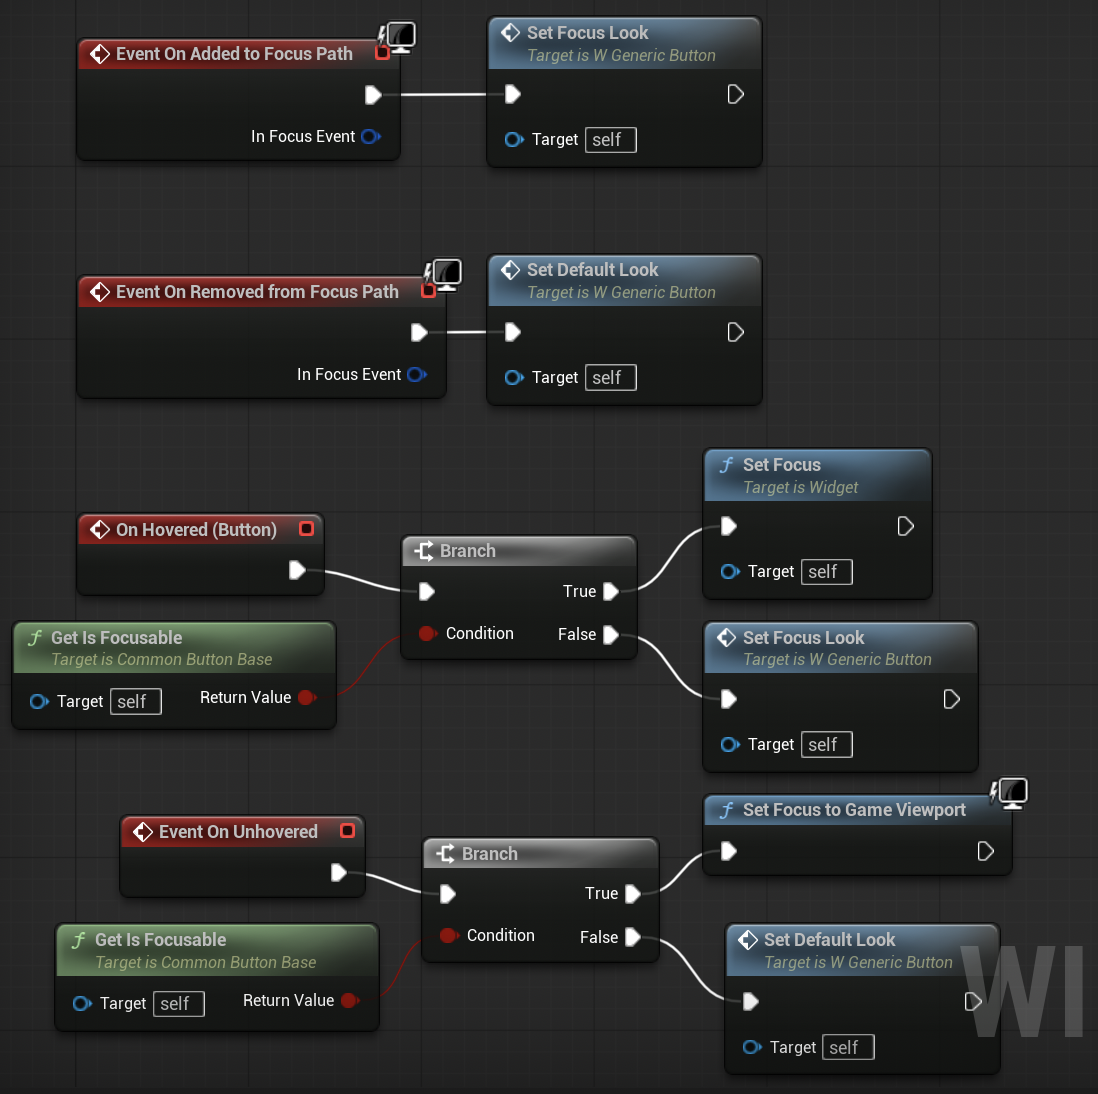 Event On Added to Focus Path
In Focus Event
Set Focus Look
Target is W Generic Button
Target self
Event On Removed from Focus Path
In Focus Event
Set Default Look
Target is W Generic Button
Target self
On Hovered (Button)
Get Is Focusable
Target is Common Button Base
Target self Return Value
Branch
True
Condition False
Set Focus
Target is Widget
Target self
Set Focus Look
Target is W Generic Button
Target self
Event On Unhovered
Get Is Focusable
Target is Common Button Base
Target self Return Value
Branch
True
Condition False
Set Focus to Game Viewport
Set Default Look
Target is W Generic Button
Target self
WI